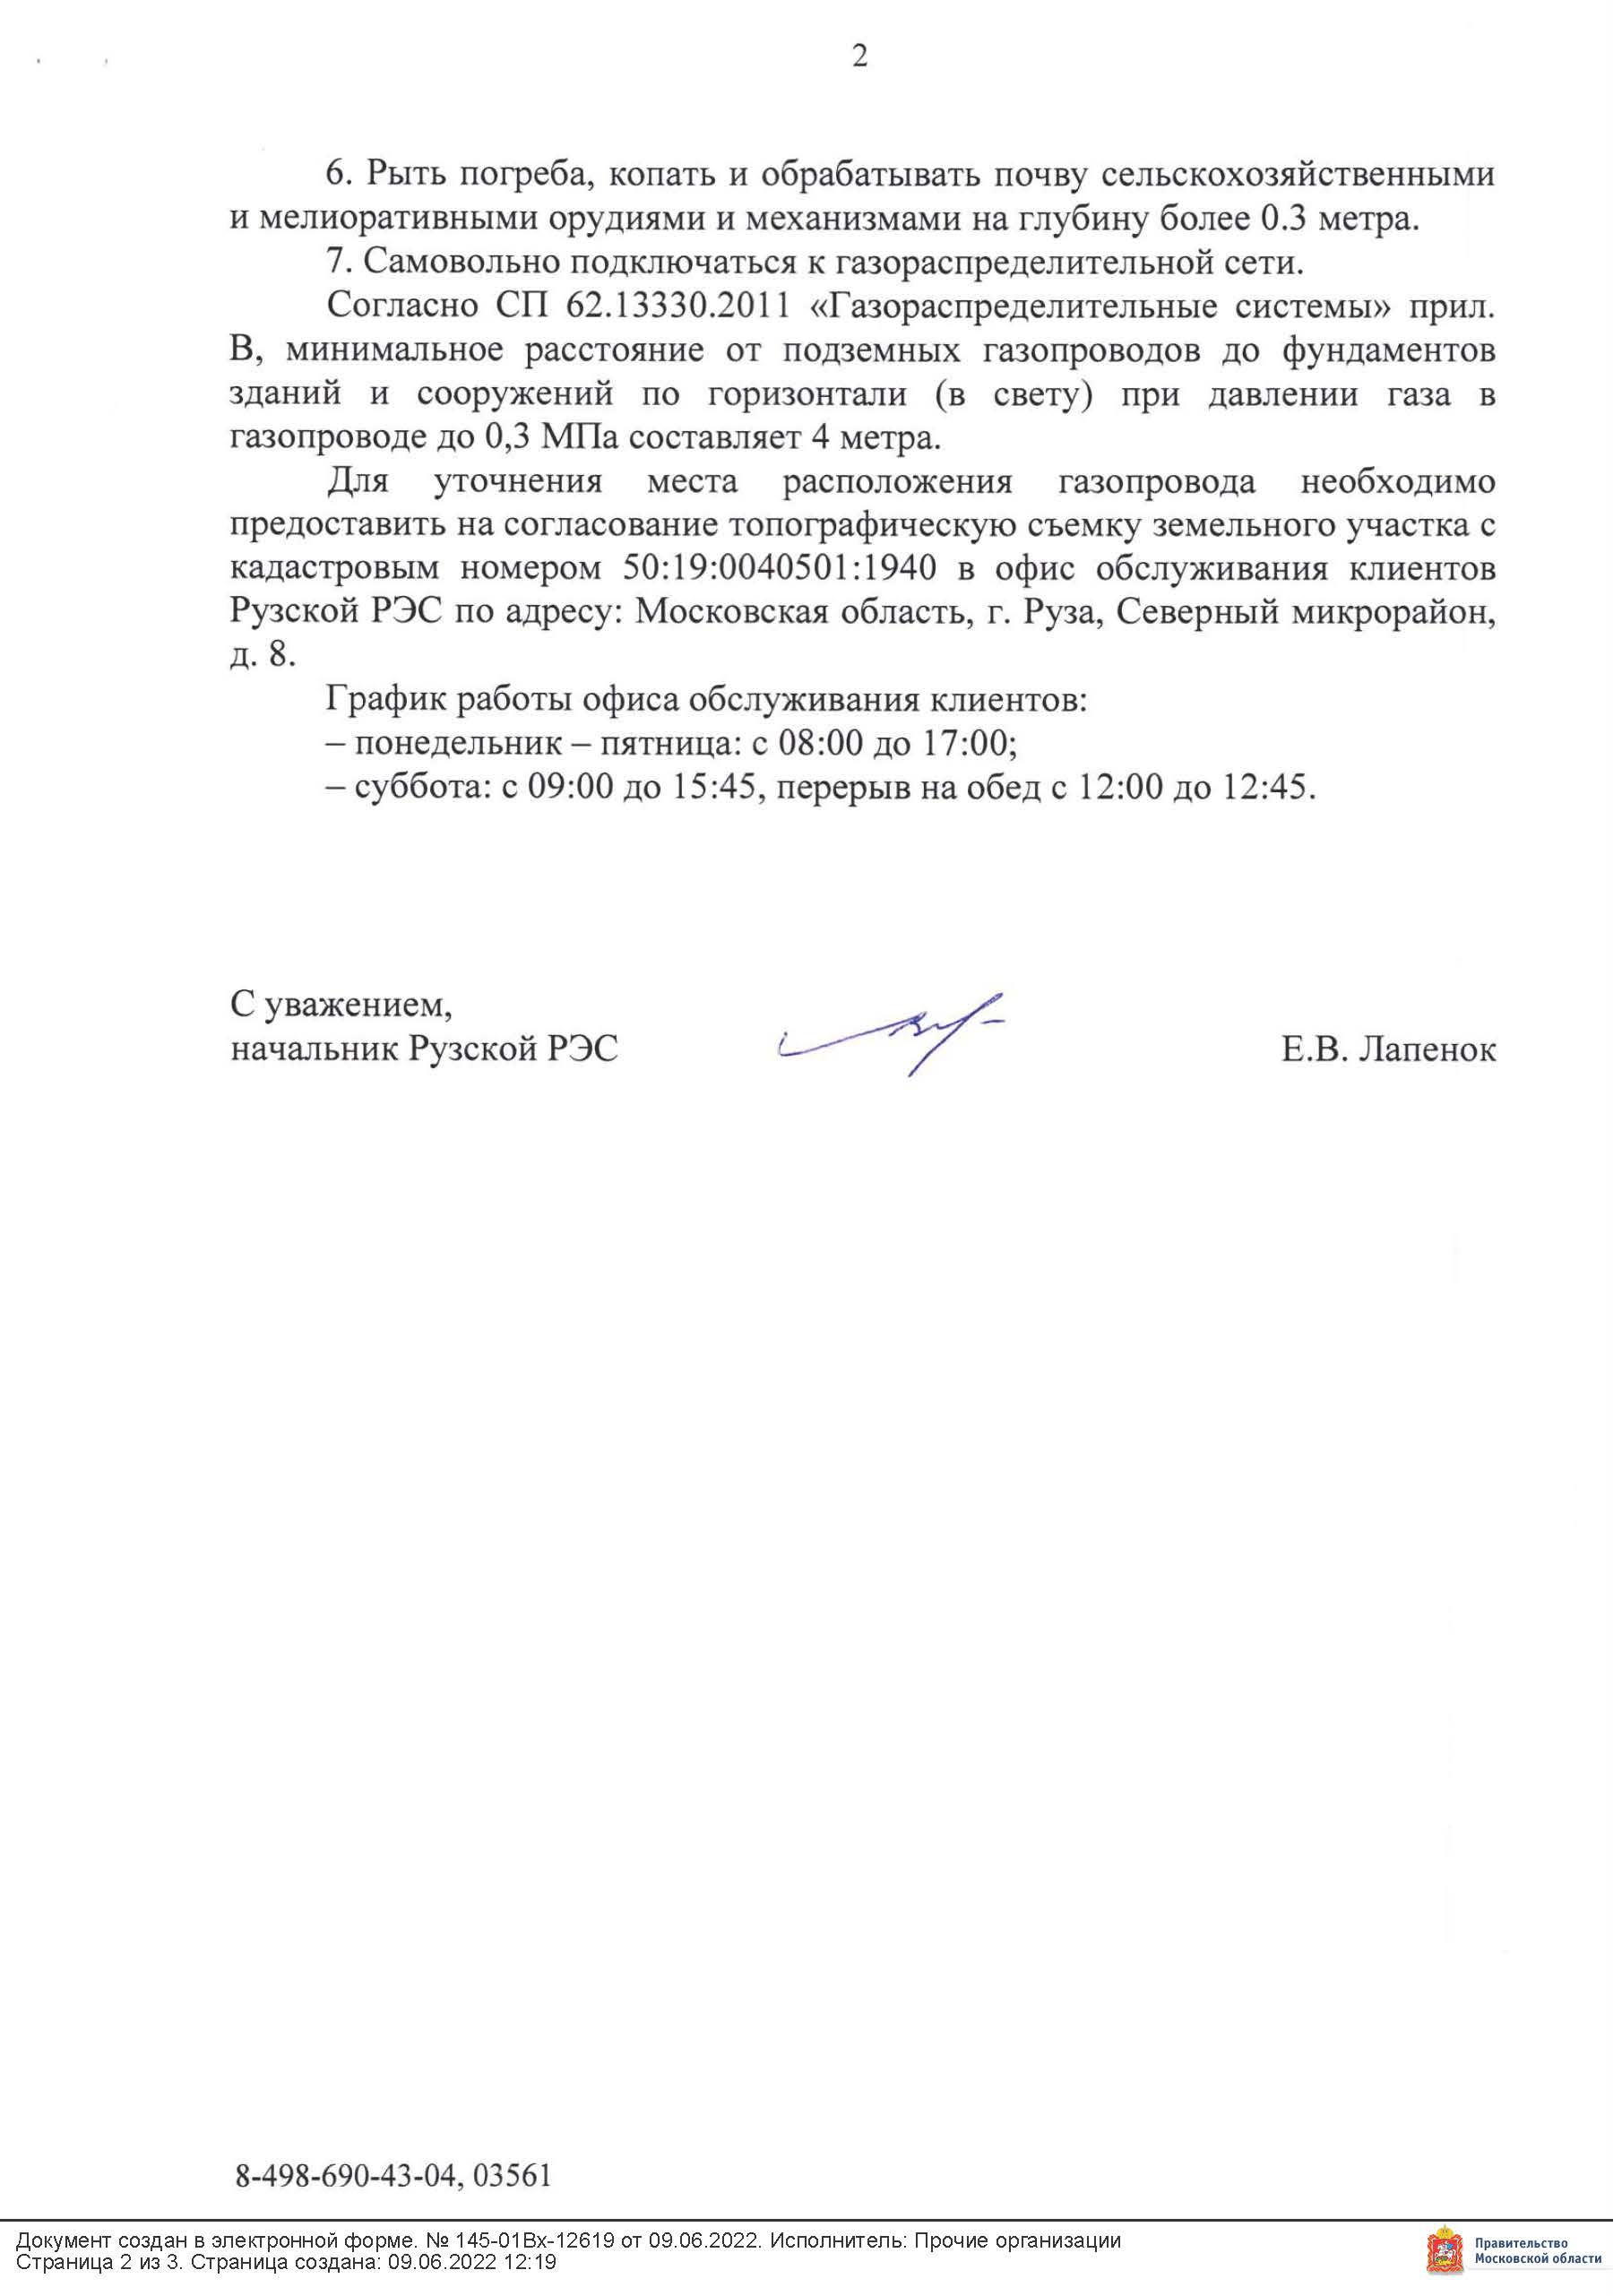 2
6. Рыть погреба, копать и обрабатывать почву сельскохозяйственными
и мелиоративными орудиями и механизмами на глубину более 0.3 метра.
7. Самовольно подключаться к газораспределительной сети.
Согласно СП 62.13330.2011 «Газораспределительные системы» прил.
В, минимальное расстояние от подземных газопроводов до фундаментов
зданий и сооружений по горизонтали (в свету) при давлении газа в
газопроводе до 0,3 МПа составляет 4 метра.
Для уточнения места расположения газопровода необходимо
предоставить на согласование топографическую съемку земельного участка с
кадастровым номером 50:19:0040501:1940 в офис обслуживания клиентов
Рузской РЭС по адресу: Московская область, г. Руза, Северный микрорайон,
д. 8.
График работы офиса обслуживания клиентов:
– понедельник – пятница: с 08:00 до 17:00;
– суббота: с 09:00 до 15:45, перерыв на обед с 12:00 до 12:45.
С уважением,
начальник Рузской РЭС Е.В. Лапенок
8-498-690-43-04, 03561
Документ создан в электронной форме. № 145-01Вх-12619 от 09.06.2022. Исполнитель: Прочие организации
Страница 2 из 3. Страница создана: 09.06.2022 12:19
Правительство
Московской области